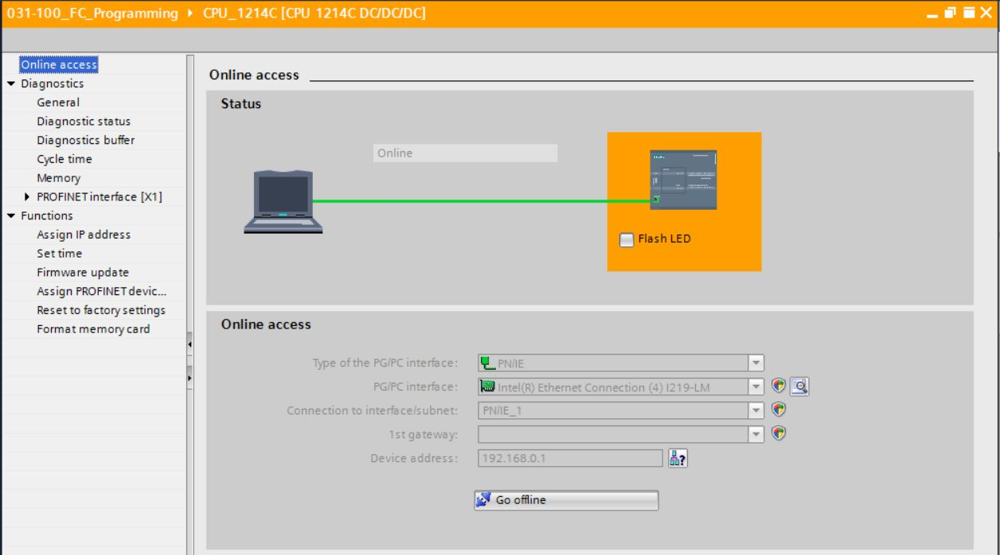 031-100_FC_Programming ▸ CPU_1214C [CPU 1214C DC/DC/DC]
Online access
Diagnostics
General
Diagnostic status
Diagnostics buffer
Cycle time
Memory
PROFINET interface [X1]
Functions
Assign IP address
Set time
Firmware update
Assign PROFINET devic...
Reset to factory settings
Format memory card
Online access
Status
Online
Flash LED
Online access
Type of the PG/PC interface: PN/IE
PG/PC interface: Intel(R) Ethernet Connection (4) I219-LM
Connection to interface/subnet: PN/IE_1
1st gateway:
Device address: 192.168.0.1
Go offline